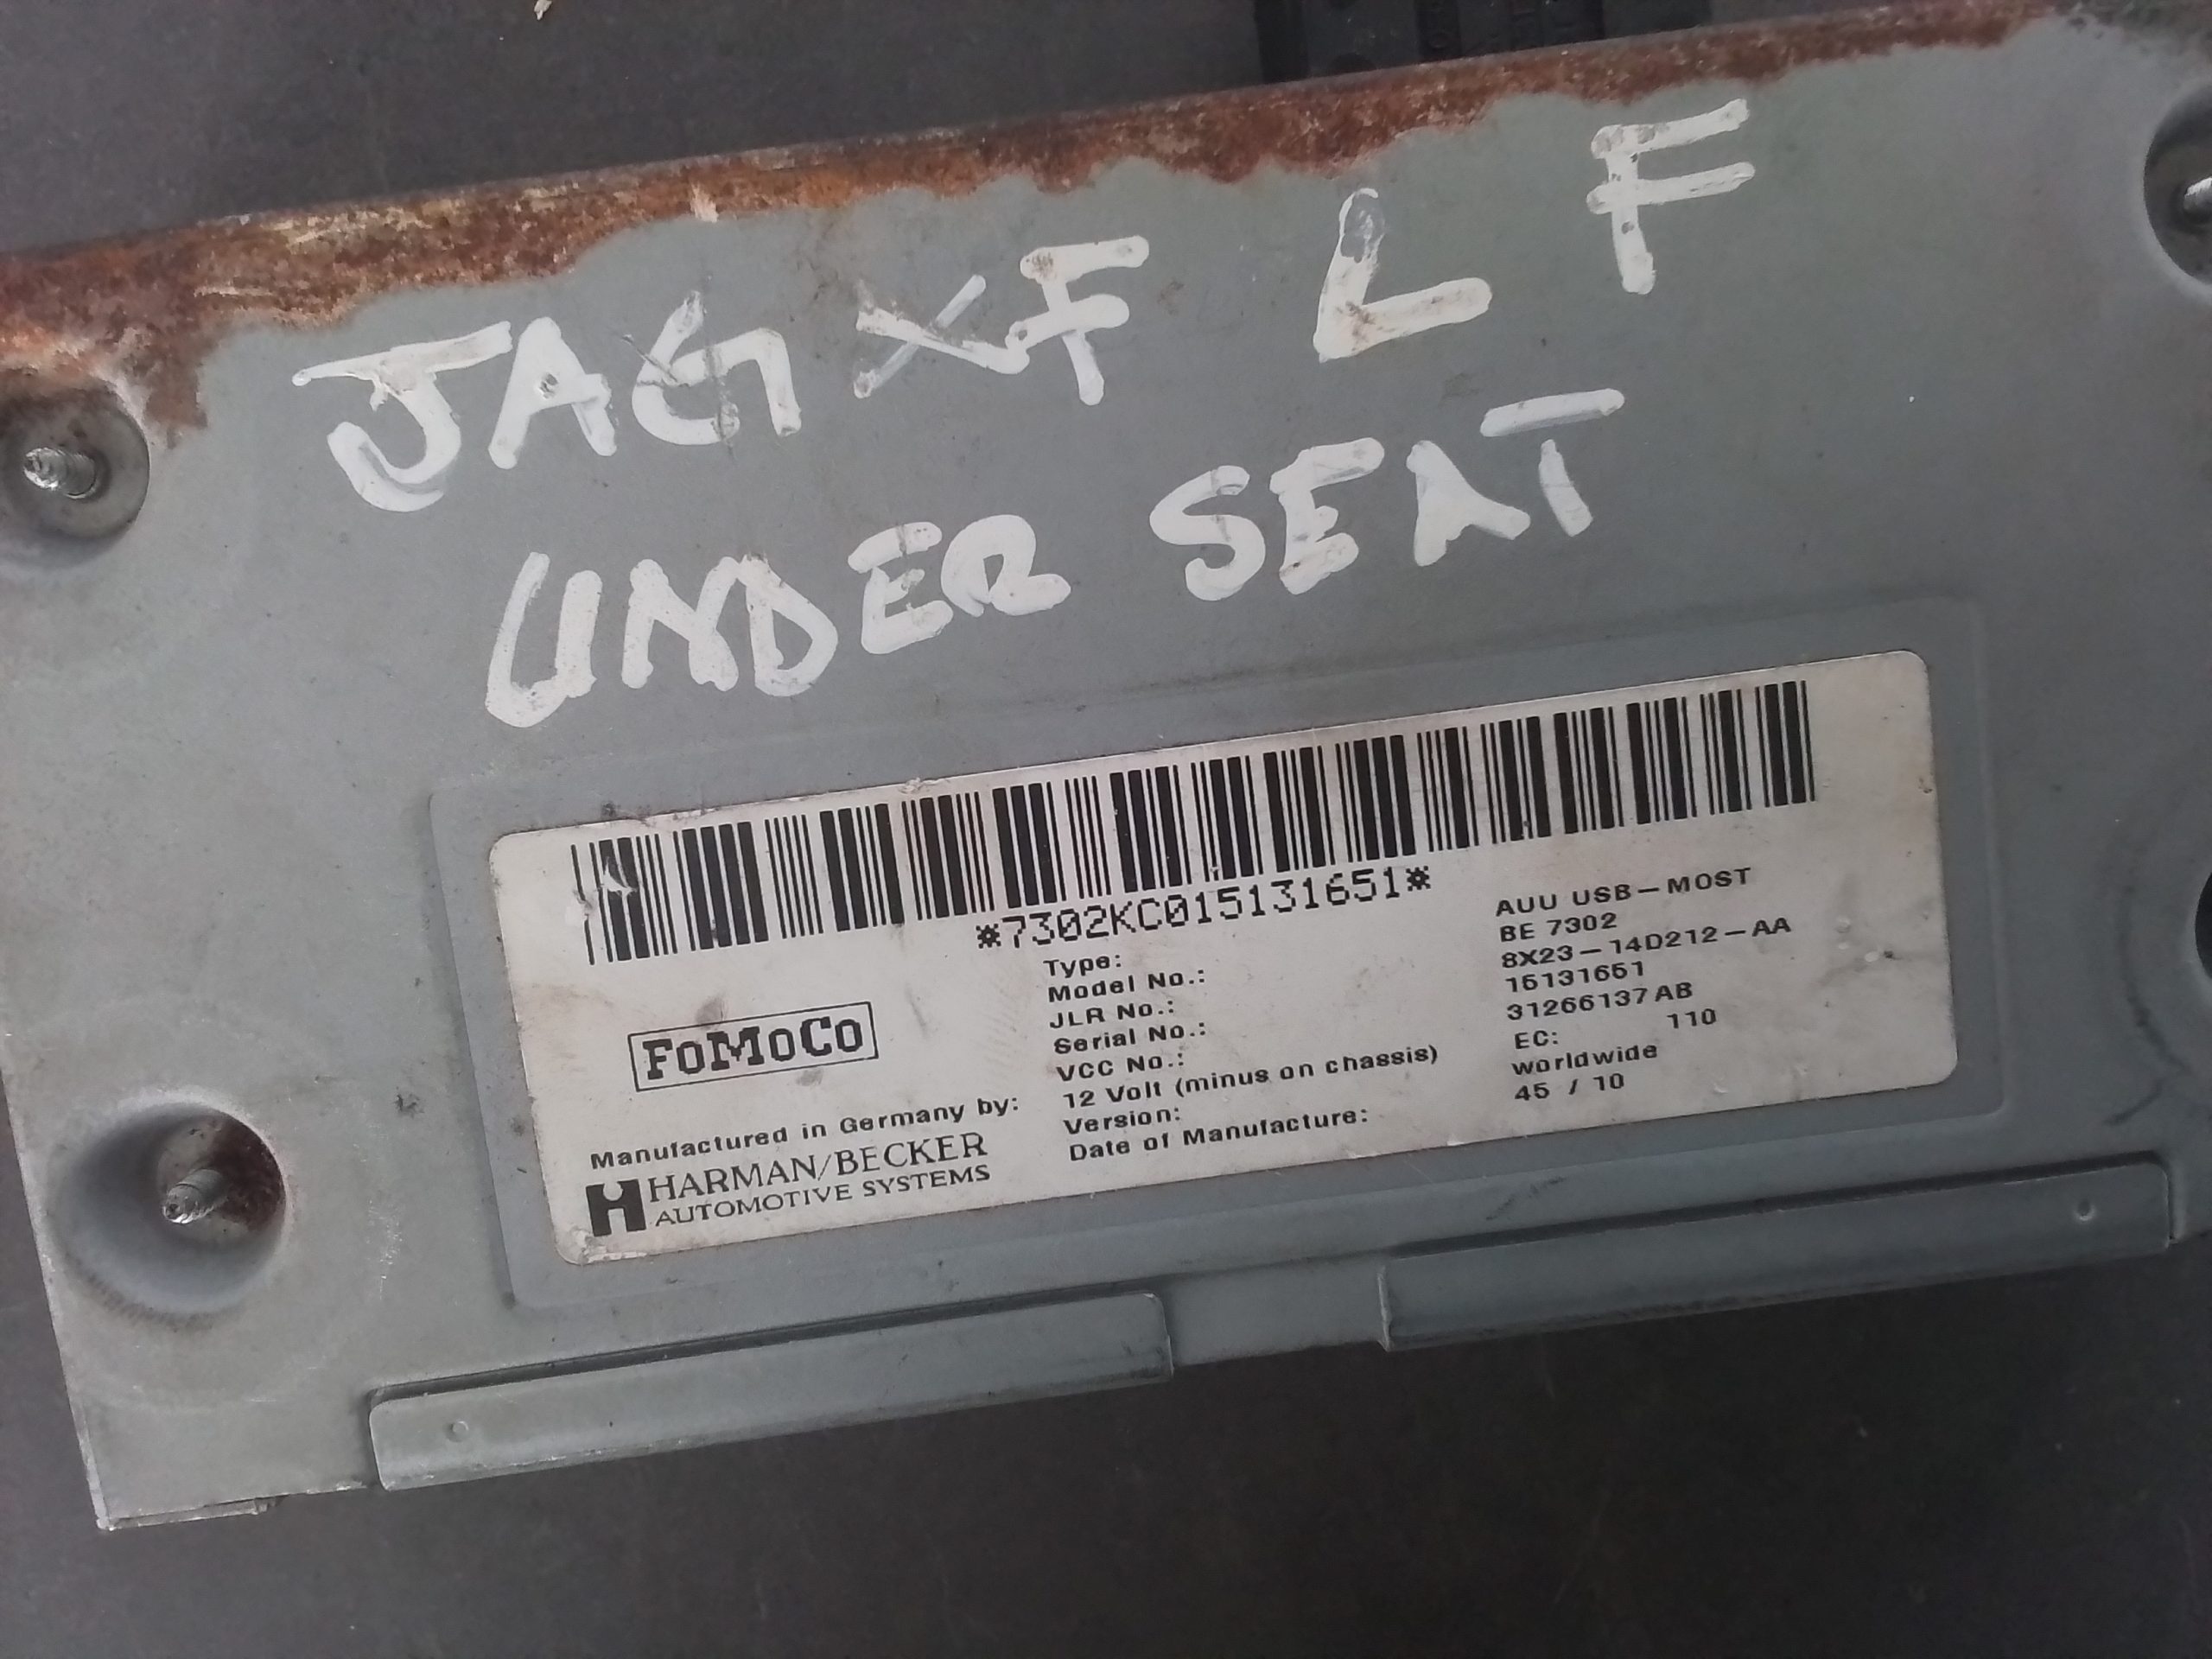 JAG XF L F
UNDER SEAT
*7302KC015131651*
FoMoCo
Manufactured in Germany by:
HARMAN/BECKER
AUTOMOTIVE SYSTEMS
Type: AUU USB-MOST
Model No.: BE 7302
JLR No.: 8X23-14D212-AA
Serial No.: 15131651
VCC No.: 31266137AB
12 Volt (minus on chassis) EC: 110
Version: worldwide
Date of Manufacture: 45 / 10